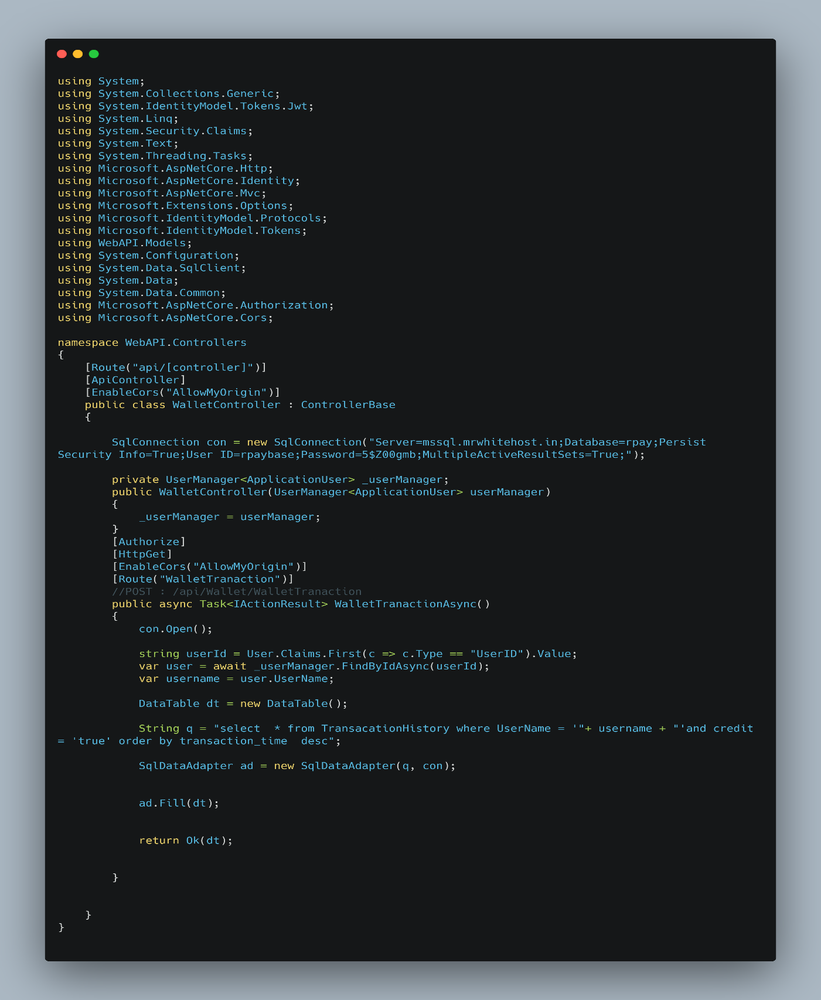 using System;
using System.Collections.Generic;
using System.IdentityModel.Tokens.Jwt;
using System.Linq;
using System.Security.Claims;
using System.Text;
using System.Threading.Tasks;
using Microsoft.AspNetCore.Http;
using Microsoft.AspNetCore.Identity;
using Microsoft.AspNetCore.Mvc;
using Microsoft.Extensions.Options;
using Microsoft.IdentityModel.Protocols;
using Microsoft.IdentityModel.Tokens;
using WebAPI.Models;
using System.Configuration;
using System.Data.SqlClient;
using System.Data;
using System.Data.Common;
using Microsoft.AspNetCore.Authorization;
using Microsoft.AspNetCore.Cors;

namespace WebAPI.Controllers
{
    [Route("api/[controller]")]
    [ApiController]
    [EnableCors("AllowMyOrigin")]
    public class WalletController : ControllerBase
    {

        SqlConnection con = new SqlConnection("Server=mssql.mrwhitehost.in;Database=rpay;Persist
Security Info=True;User ID=rpaybase;Password=5$Z00gmb;MultipleActiveResultSets=True;");

        private UserManager<ApplicationUser> _userManager;
        public WalletController(UserManager<ApplicationUser> userManager)
        {
            _userManager = userManager;
        }
        [Authorize]
        [HttpGet]
        [EnableCors("AllowMyOrigin")]
        [Route("WalletTranaction")]
        //POST : /api/Wallet/WalletTranaction
        public async Task<IActionResult> WalletTranactionAsync()
        {
            con.Open();

            string userId = User.Claims.First(c => c.Type == "UserID").Value;
            var user = await _userManager.FindByIdAsync(userId);
            var username = user.UserName;

            DataTable dt = new DataTable();

            String q = "select  * from TransacationHistory where UserName = '"+ username + "'and credit
= 'true' order by transaction_time  desc";

            SqlDataAdapter ad = new SqlDataAdapter(q, con);


            ad.Fill(dt);


            return Ok(dt);


        }


    }
}